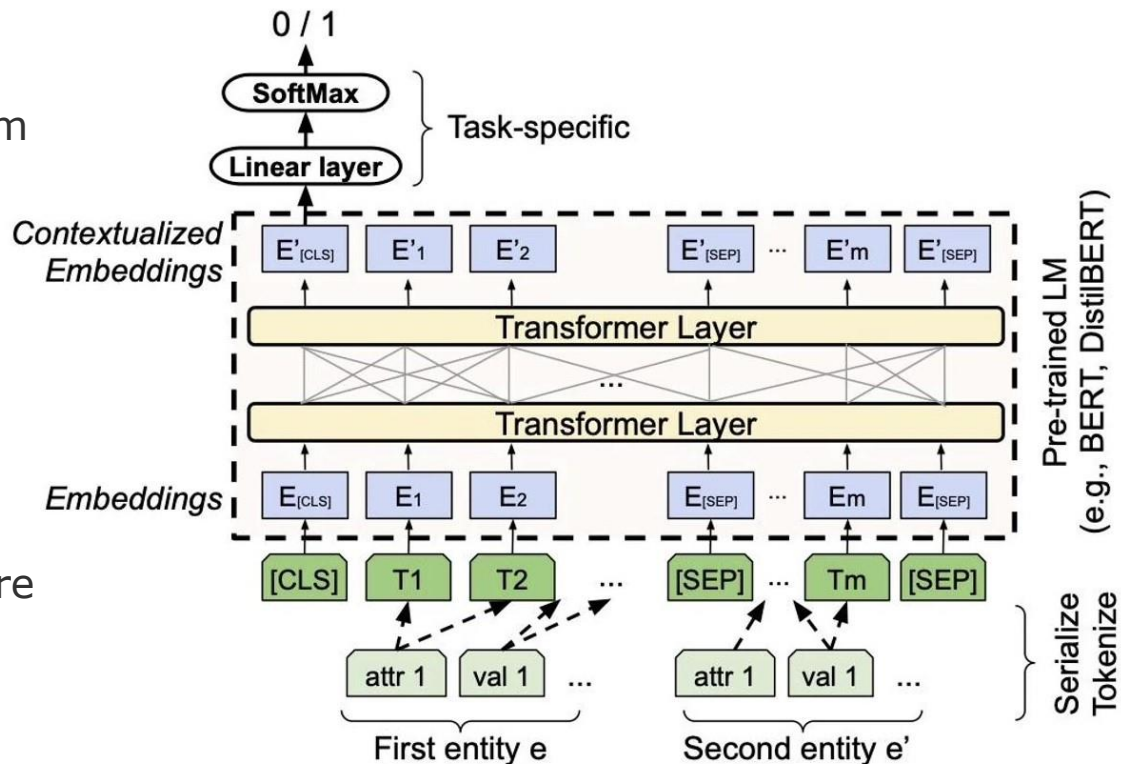 0 / 1
SoftMax
m
Task-specific
Linear layer
Contextualized
Embeddings
E'[CLS] E'1 E'2 E'[SEP] ... E'm E'[SEP]
Transformer Layer
...
Transformer Layer
Embeddings
E[CLS] E1 E2 E[SEP] ... Em E[SEP]
Pre-trained LM
(e.g., BERT, DistilBERT)
re
[CLS] T1 T2 ... [SEP] ... Tm [SEP]
attr 1 val 1 ... attr 1 val 1 ...
Serialize
Tokenize
First entity e Second entity e'